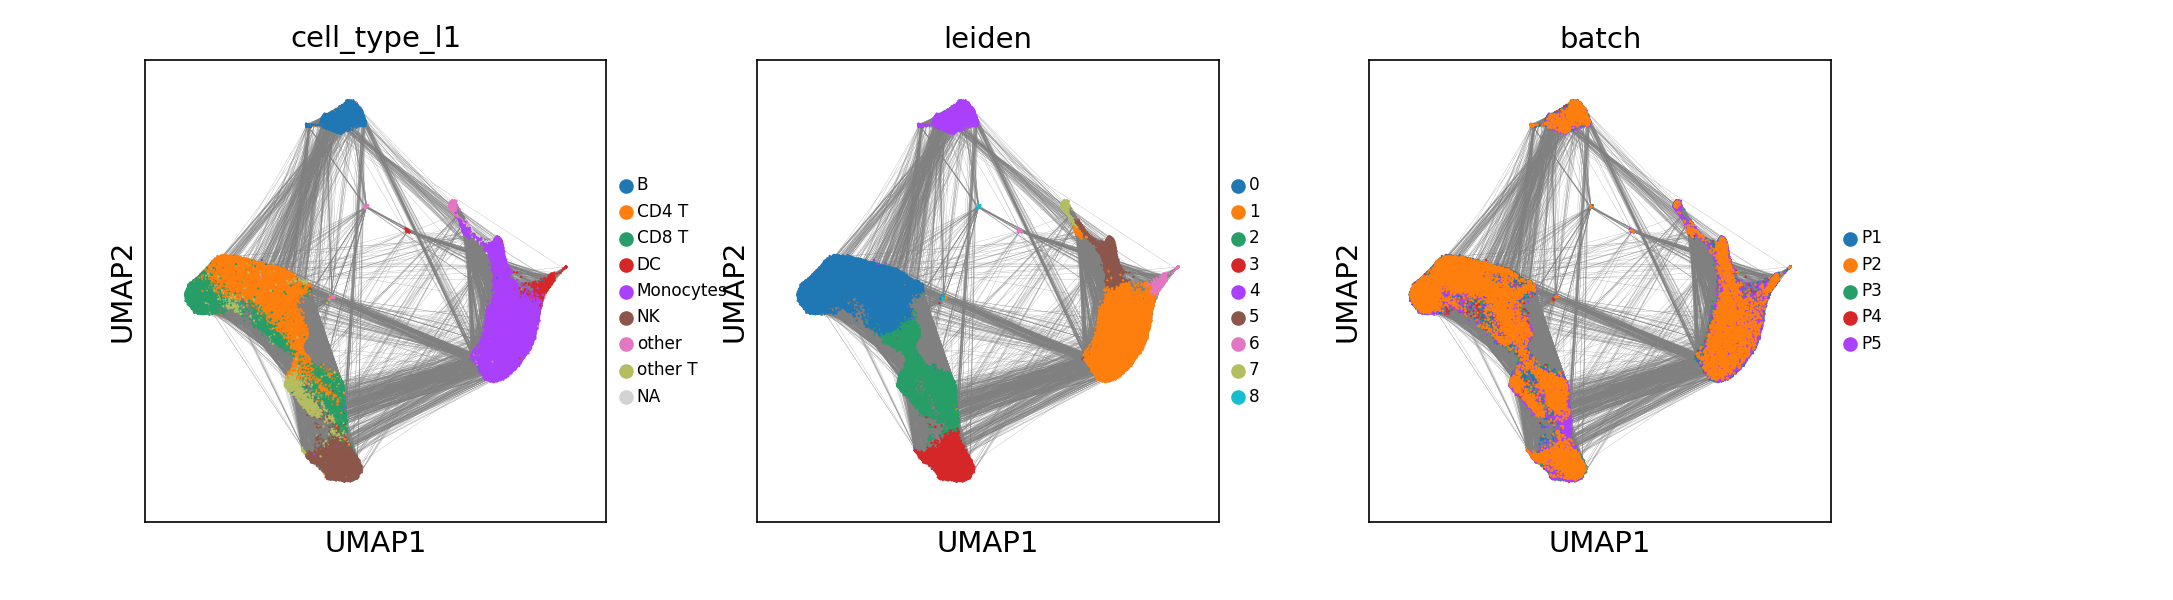 cell_type_l1
UMAP2
UMAP1
B
CD4 T
CD8 T
DC
Monocytes
NK
other
other T
NA
leiden
UMAP2
UMAP1
0
1
2
3
4
5
6
7
8
batch
UMAP2
UMAP1
P1
P2
P3
P4
P5